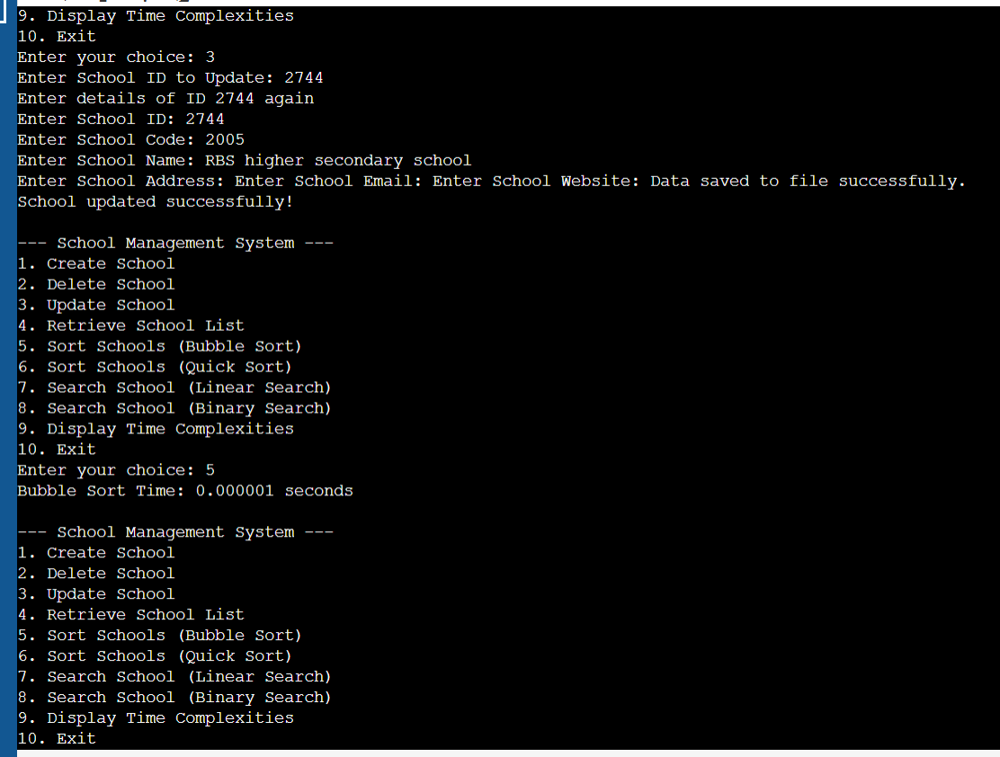 9. Display Time Complexities
10. Exit
Enter your choice: 3
Enter School ID to Update: 2744
Enter details of ID 2744 again
Enter School ID: 2744
Enter School Code: 2005
Enter School Name: RBS higher secondary school
Enter School Address: Enter School Email: Enter School Website: Data saved to file successfully.
School updated successfully!
--- School Management System ---
1. Create School
2. Delete School
3. Update School
4. Retrieve School List
5. Sort Schools (Bubble Sort)
6. Sort Schools (Quick Sort)
7. Search School (Linear Search)
8. Search School (Binary Search)
9. Display Time Complexities
10. Exit
Enter your choice: 5
Bubble Sort Time: 0.000001 seconds
--- School Management System ---
1. Create School
2. Delete School
3. Update School
4. Retrieve School List
5. Sort Schools (Bubble Sort)
6. Sort Schools (Quick Sort)
7. Search School (Linear Search)
8. Search School (Binary Search)
9. Display Time Complexities
10. Exit